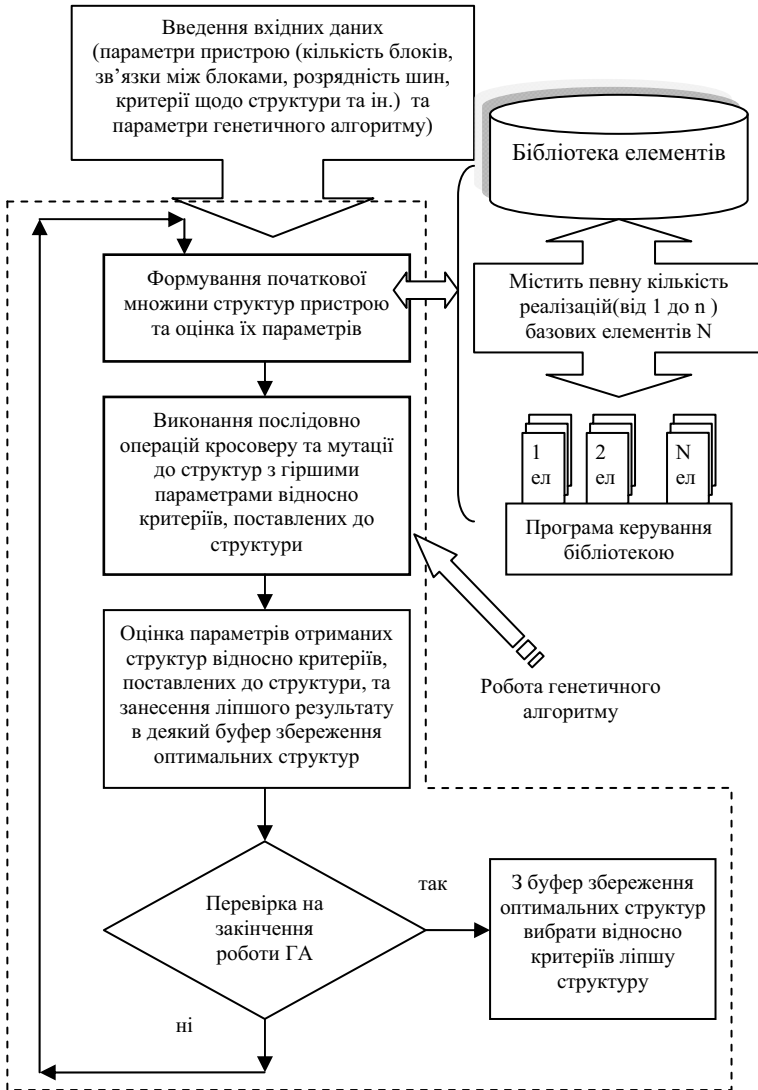 Введення вхідних даних
(параметри пристрою (кількість блоків,
зв’язки між блоками, розрядність шин,
критерії щодо структури та ін.) та
параметри генетичного алгоритму)
Бібліотека елементів
Формування початкової
множини структур пристрою
та оцінка їх параметрів
Містить певну кількість
реалізацій(від 1 до n )
базових елементів N
Виконання послідовно
операцій кросоверу та мутації
до структур з гіршими
параметрами відносно
критеріїв, поставлених до
структури
1
ел
2
ел
N
ел
Програма керування
бібліотекою
Оцінка параметрів отриманих
структур відносно критеріїв,
поставлених до структури, та
занесення ліпшого результату
в деякий буфер збереження
оптимальних структур
Робота генетичного
алгоритму
Перевірка на
закінчення
роботи ГА
так
З буфер збереження
оптимальних структур
вибрати відносно
критеріїв ліпшу
структуру
ні